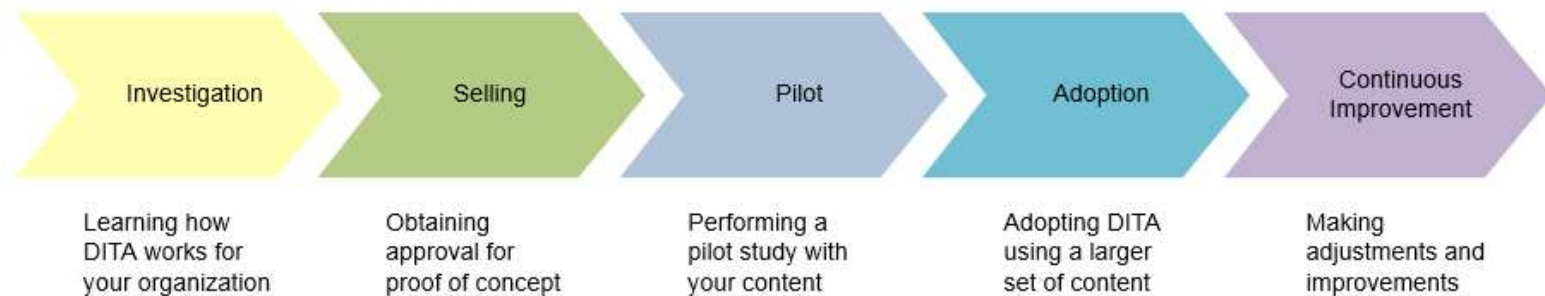 Investigation
Selling
Pilot
Adoption
Continuous
Improvement
Learning how
DITA works for
your organization
Obtaining
approval for
proof of concept
Performing a
pilot study with
your content
Adopting DITA
using a larger
set of content
Making
adjustments and
improvements